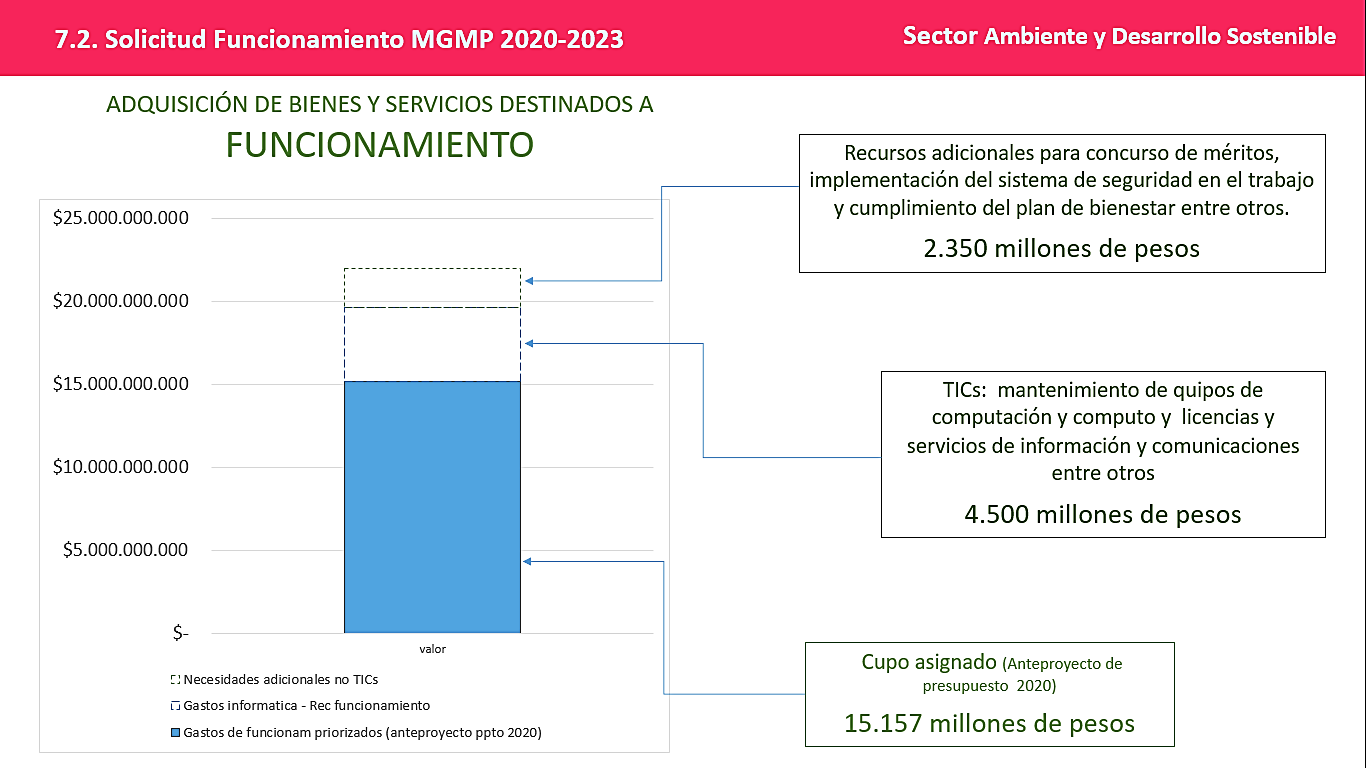 7.2. Solicitud Funcionamiento MGMP 2020-2023
Sector Ambiente y Desarrollo Sostenible
ADQUISICIÓN DE BIENES Y SERVICIOS DESTINADOS A
FUNCIONAMIENTO
$25.000.000.000
$20.000.000.000
$15.000.000.000
$10.000.000.000
$5.000.000.000
$-
valor
Necesidades adicionales no TICs
Gastos informatica - Rec funcionamiento
Gastos de funcionam priorizados (anteproyecto ppto 2020)
Recursos adicionales para concurso de méritos,
implementación del sistema de seguridad en el trabajo
y cumplimiento del plan de bienestar entre otros.
2.350 millones de pesos
TICs:  mantenimiento de quipos de
computación y computo y  licencias y
servicios de información y comunicaciones
entre otros
4.500 millones de pesos
Cupo asignado (Anteproyecto de
presupuesto  2020)
15.157 millones de pesos